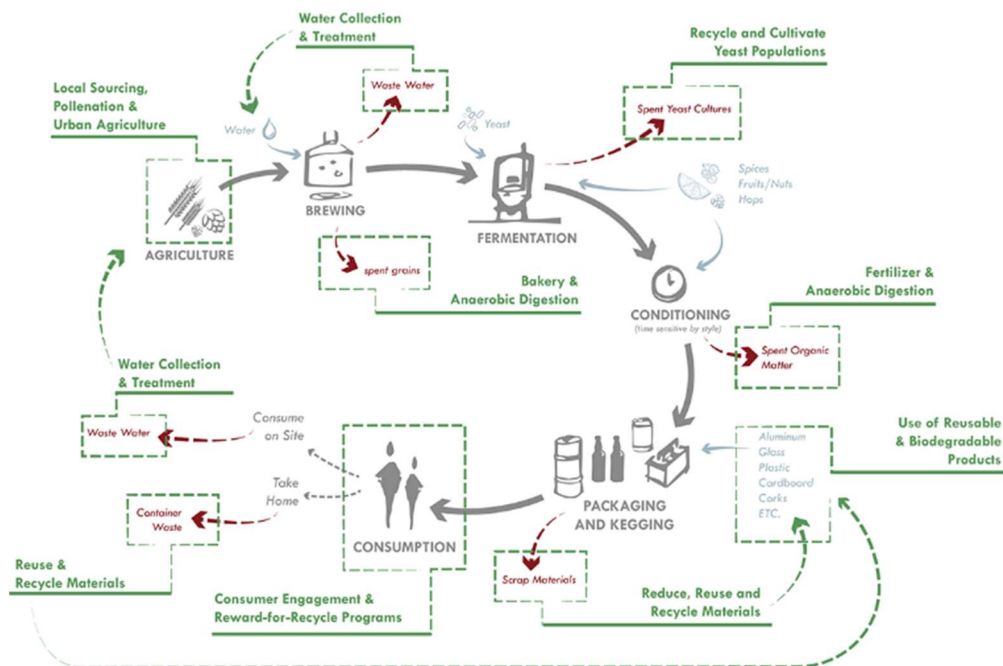 Water Collection
& Treatment
Recycle and Cultivate
Yeast Populations
Local Sourcing,
Pollenation &
Urban Agriculture
Waste Water
Spent Yeast Cultures
Water
Yeast
Spices
Fruits/Nuts
Hops
BREWING
FERMENTATION
AGRICULTURE
spent grains
Bakery &
Anaerobic Digestion
Fertilizer &
Anaerobic Digestion
CONDITIONING
(time sensitive by style)
Spent Organic
Matter
Water Collection
& Treatment
Waste Water
Consume
on Site
Take
Home
Container
Waste
CONSUMPTION
PACKAGING
AND KEGGING
Aluminum
Glass
Plastic
Cardboard
Corks
ETC.
Use of Reusable
& Biodegradable
Products
Scrap Materials
Reuse &
Recycle Materials
Consumer Engagement &
Reward-for-Recycle Programs
Reduce, Reuse and
Recycle Materials